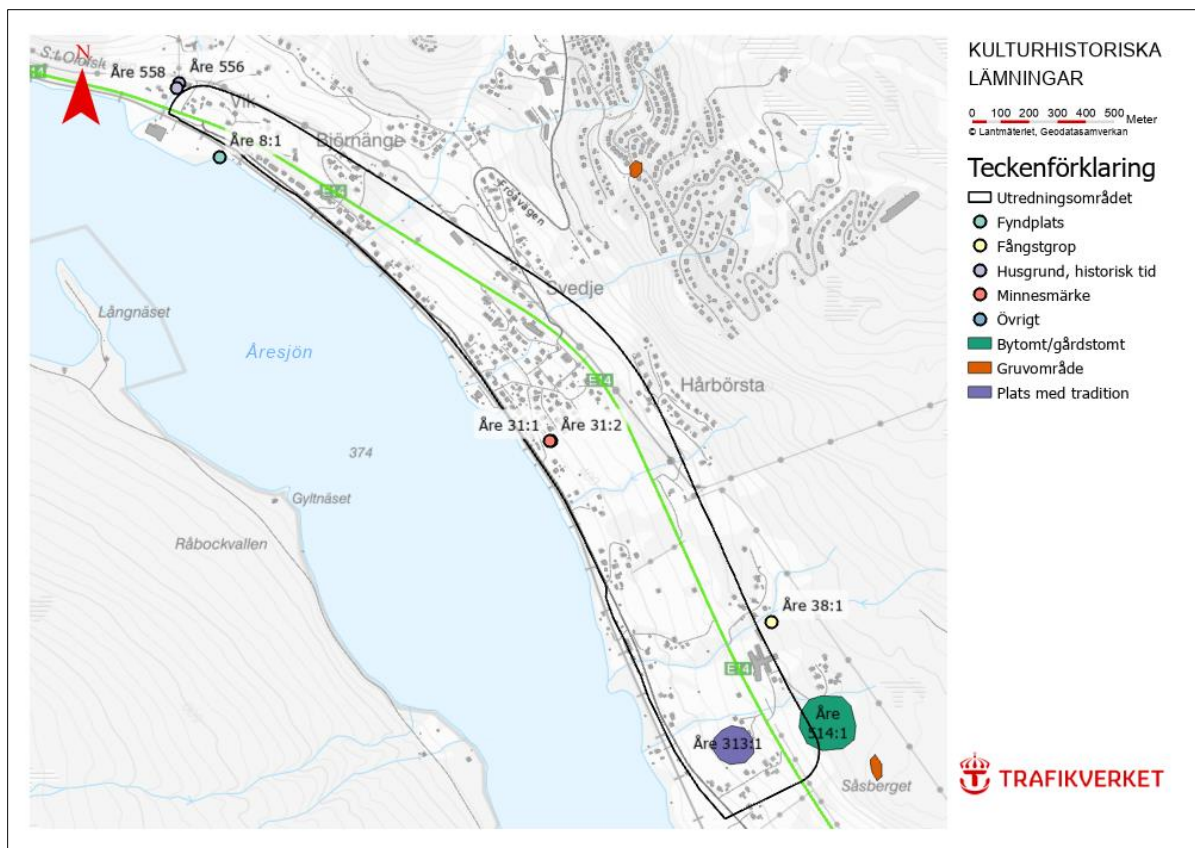 KULTURHISTORISKA
LÄMNINGAR
0 100 200 300 400 500 Meter
© Lantmäteriet, Geodatasamverkan
Teckenförklaring
Utredningsområdet
Fyndplats
Fångstgrop
Husgrund, historisk tid
Minnesmärke
Övrigt
Bytomt/gårdstomt
Gruvområde
Plats med tradition
TRAFIKVERKET
N
Åre 558
Åre 556
Vik
Åre 8:1
Björnänge
E14
Fröåvägen
Svedje
Långnäset
Åresjön
E14
Hårbörsta
Åre 31:1
Åre 31:2
374
Gyltnäset
Råbockvallen
Åre 38:1
E14
Åre
514:1
Åre 313:1
Såsberget